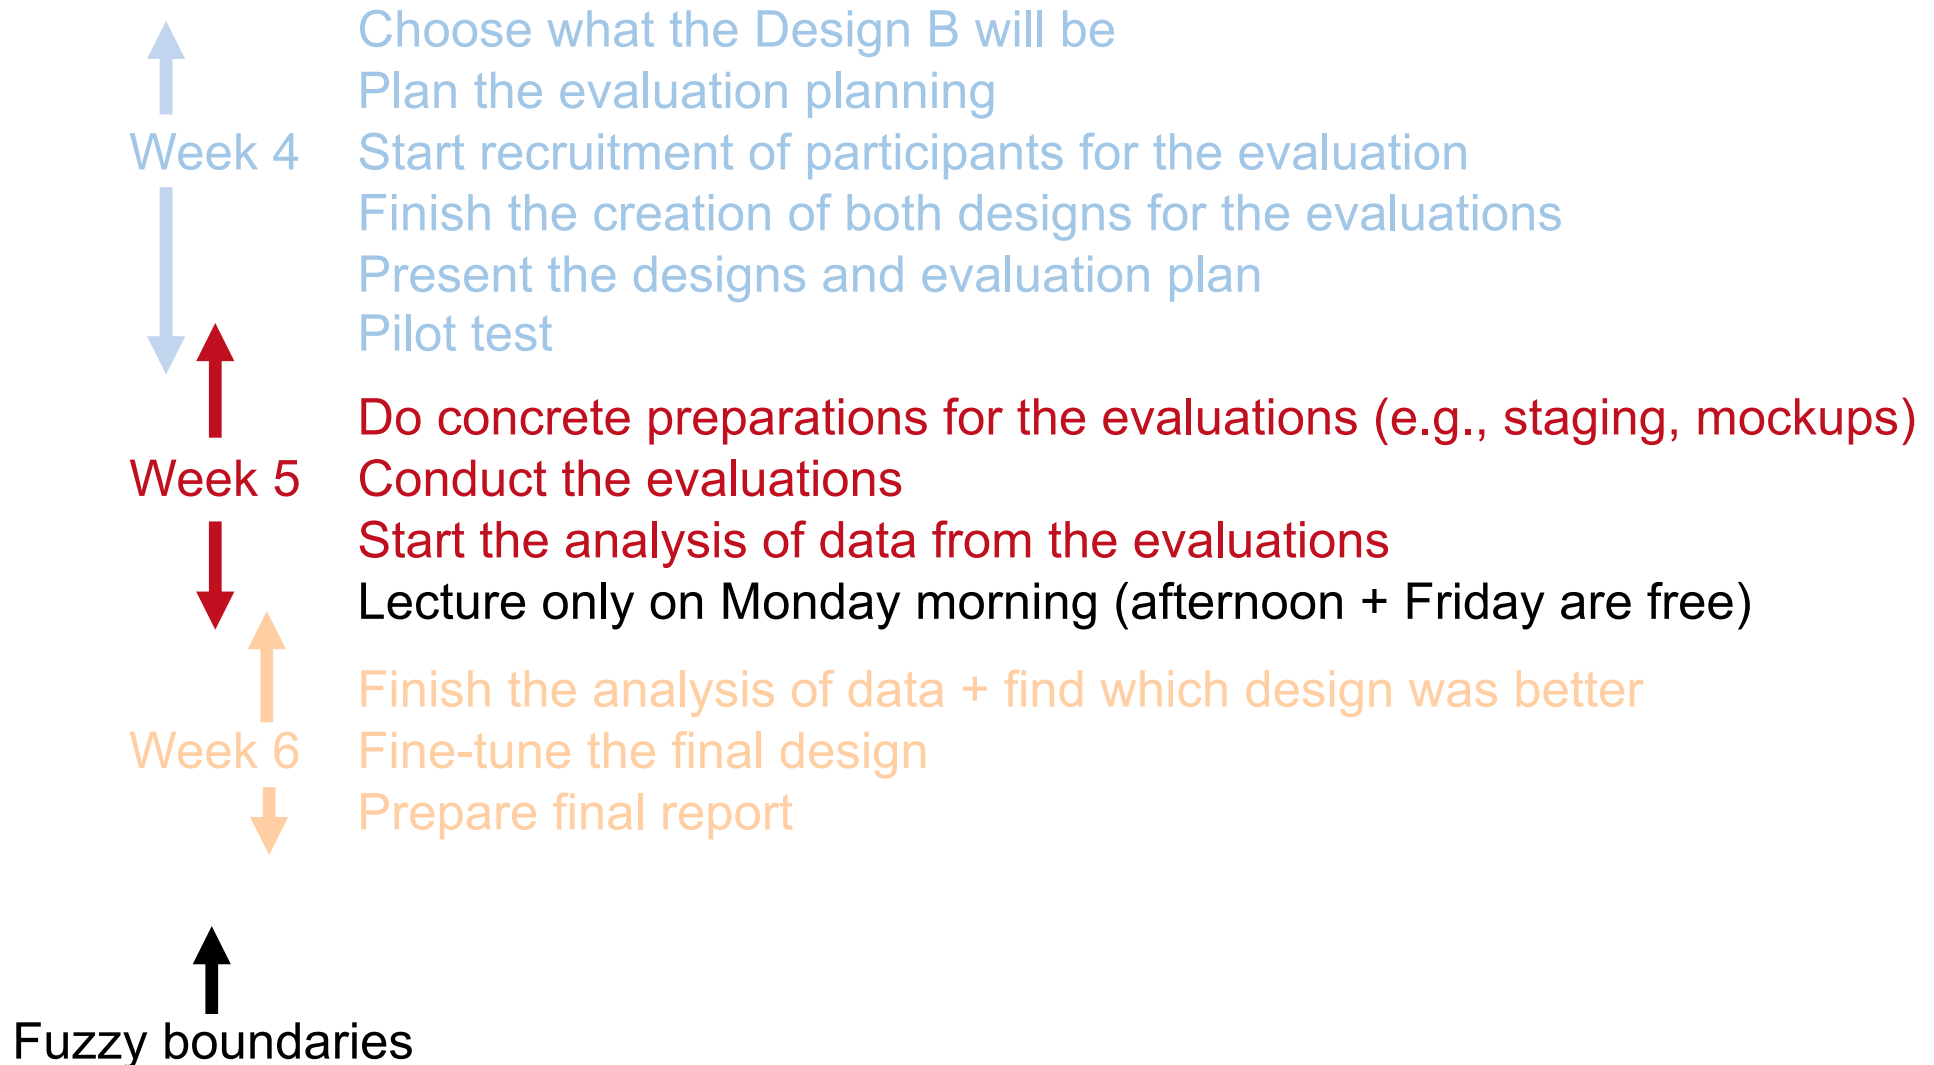 Choose what the Design B will be
Plan the evaluation planning
Week 4 Start recruitment of participants for the evaluation
Finish the creation of both designs for the evaluations
Present the designs and evaluation plan
Pilot test
Do concrete preparations for the evaluations (e.g., staging, mockups)
Week 5 Conduct the evaluations
Start the analysis of data from the evaluations
Lecture only on Monday morning (afternoon + Friday are free)
Finish the analysis of data + find which design was better
Week 6 Fine-tune the final design
Prepare final report
Fuzzy boundaries